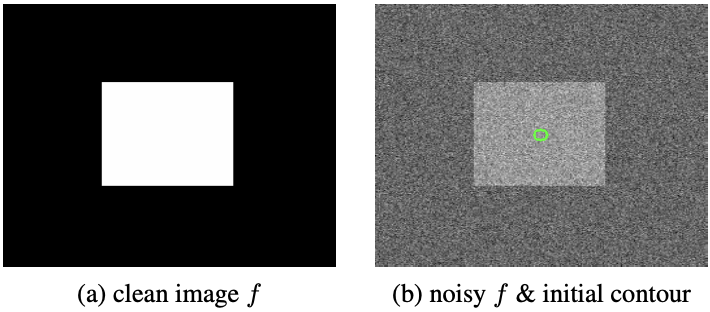 (a) clean image f
(b) noisy f & initial contour